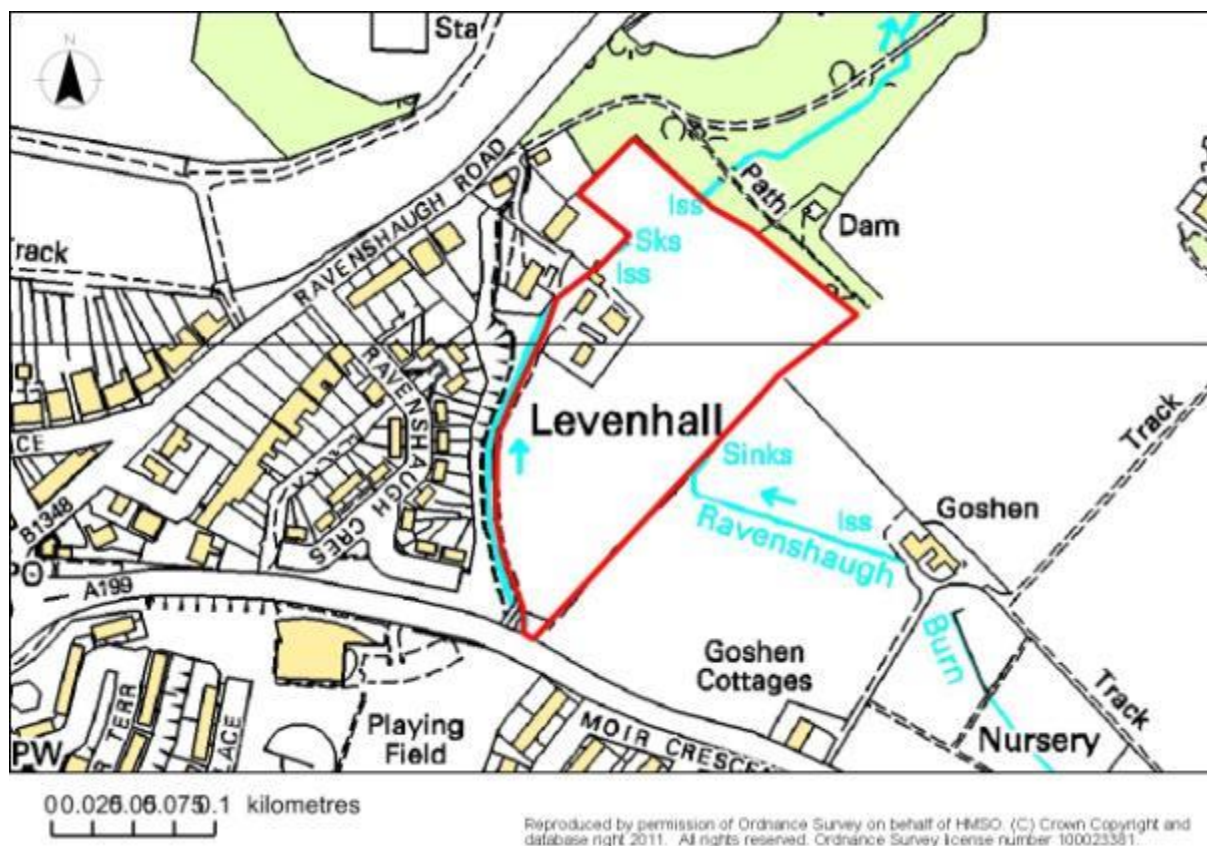 N
Sta
RAVENSHAUGH ROAD
Track
Path
Iss
Dam
Sks
Iss
RAVENSHAUGH
CRES
Levenhall
Track
Sinks
Iss
Goshen
Ravenshaugh
B1348
A199
PO
Burn
Goshen
Cottages
Track
Playing
Field
MOIR CRESCE
Nursery
PW
TERR
LACE
kilometres
Reproduced by permission of Ordnance Survey on behalf of HMSO. (C) Crown Copyright and
database right 2011. All rights reserved. Ordnance Survey license number 100023381.